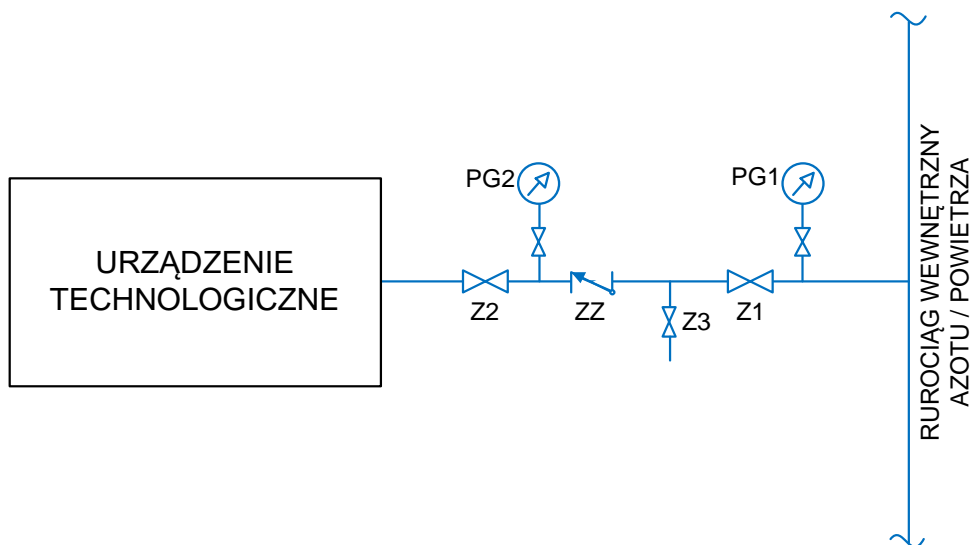 PG2
PG1
URZĄDZENIE
TECHNOLOGICZNE
Z2
ZZ
Z3
Z1
RUROCIĄG WEWNĘTRZNY
AZOTU / POWIETRZA